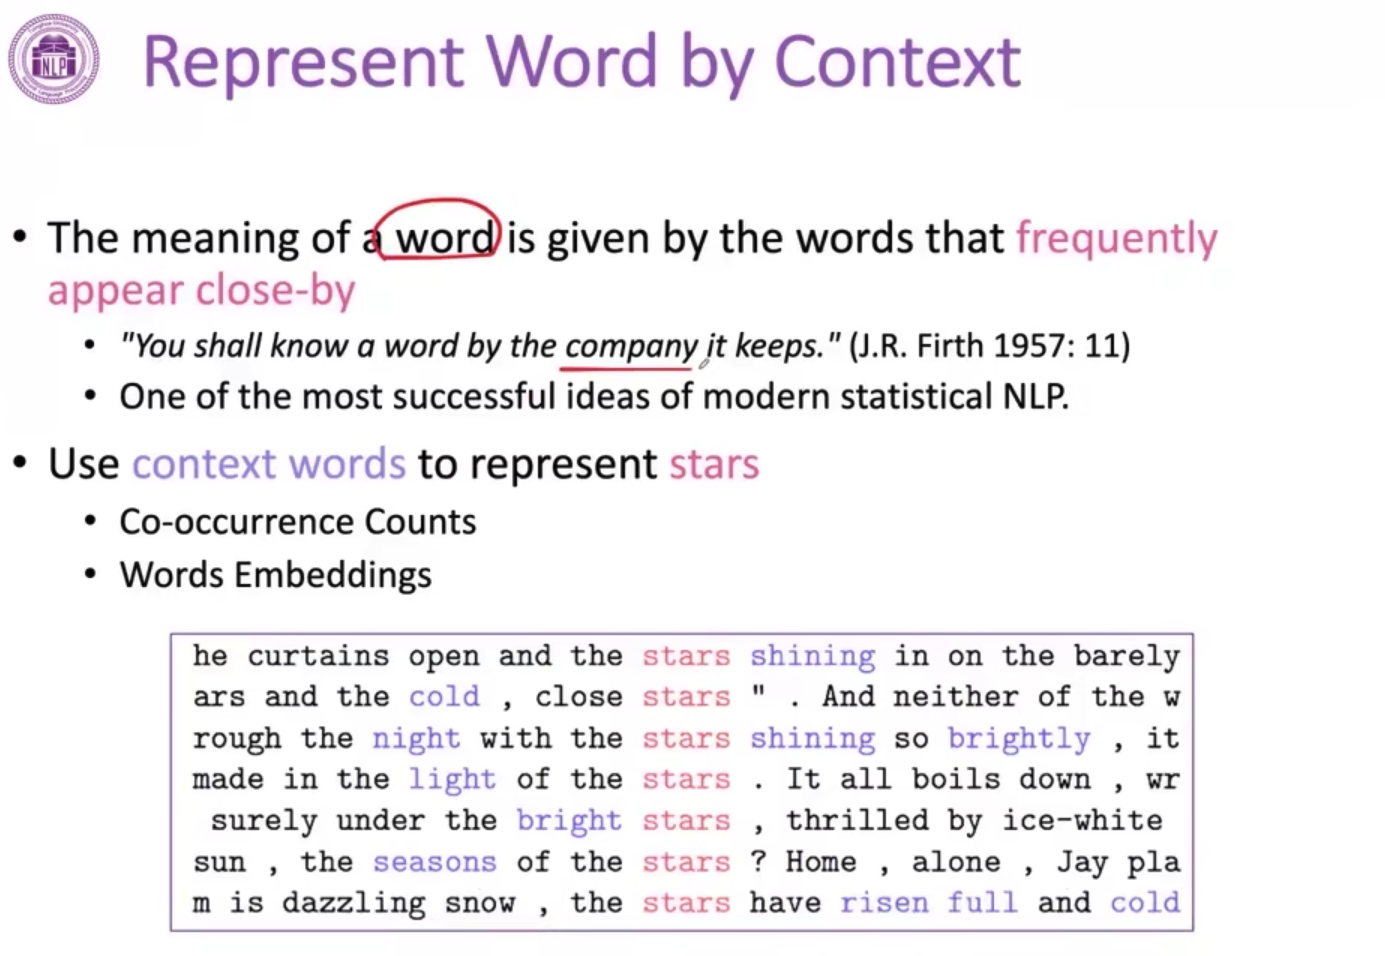 NLP
Represent Word by Context
• The meaning of a word is given by the words that frequently
appear close-by
• "You shall know a word by the company it keeps." (J.R. Firth 1957: 11)
• One of the most successful ideas of modern statistical NLP.
• Use context words to represent stars
• Co-occurrence Counts
• Words Embeddings
he curtains open and the stars shining in on the barely
ars and the cold , close stars " . And neither of the w
rough the night with the stars shining so brightly , it
made in the light of the stars . It all boils down , wr
surely under the bright stars , thrilled by ice-white
sun , the seasons of the stars ? Home , alone , Jay pla
m is dazzling snow , the stars have risen full and cold